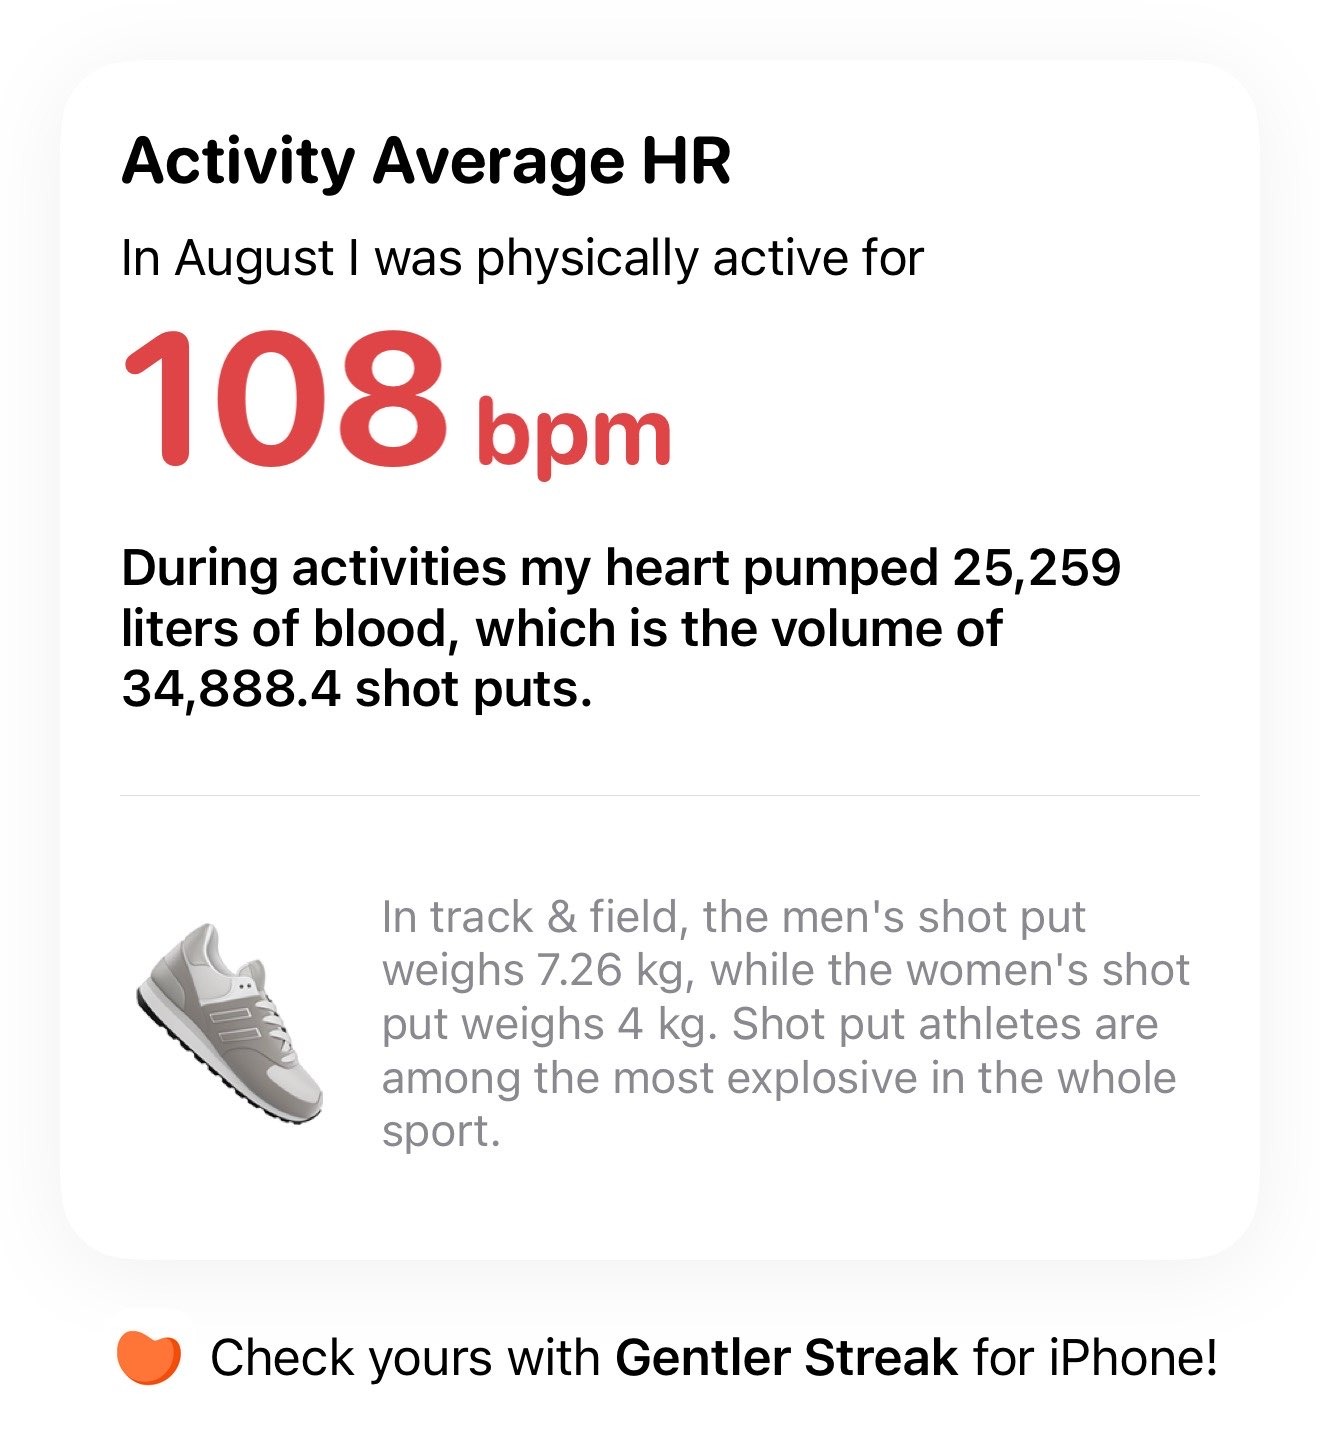 Activity Average HR
In August I was physically active for
108 bpm
During activities my heart pumped 25,259
liters of blood, which is the volume of
34,888.4 shot puts.
In track & field, the men's shot put
weighs 7.26 kg, while the women's shot
put weighs 4 kg. Shot put athletes are
among the most explosive in the whole
sport.
Check yours with Gentler Streak for iPhone!